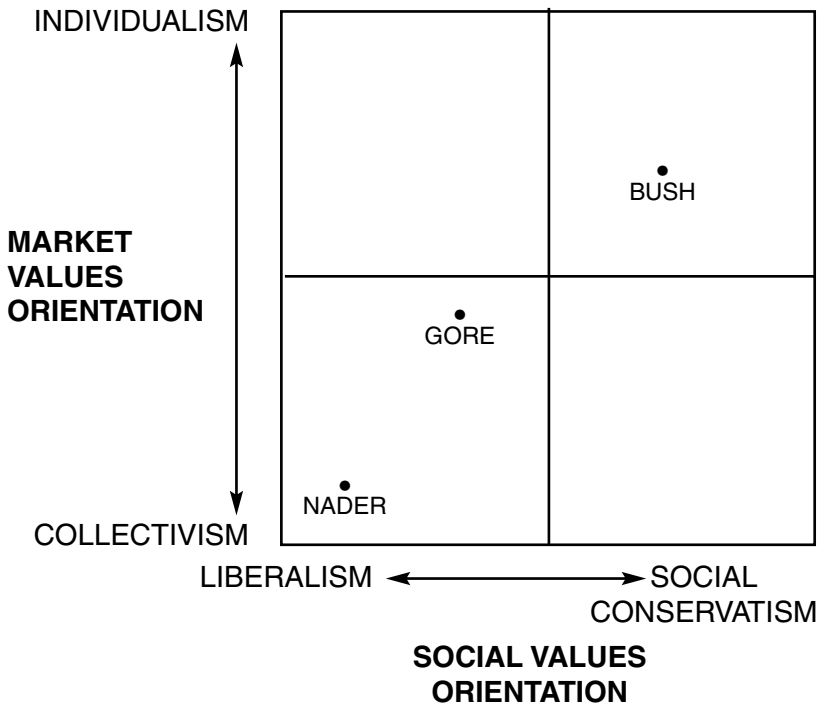 INDIVIDUALISM
BUSH
MARKET
VALUES
ORIENTATION
GORE
NADER
COLLECTIVISM
LIBERALISM
SOCIAL
CONSERVATISM
SOCIAL VALUES
ORIENTATION